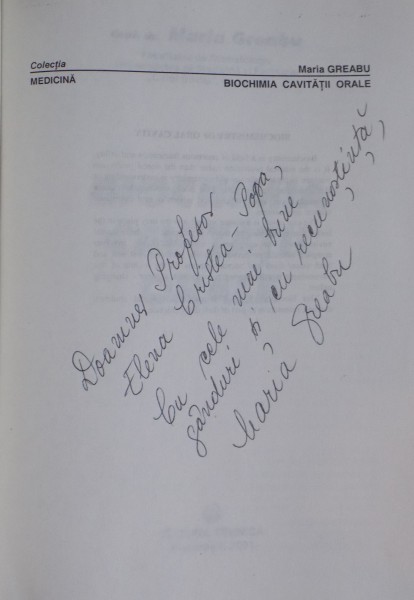 Colecția
Maria GREABU
MEDICINĂ
BIOCHIMIA CAVITĂȚII ORALE
Doamnei Profesor
Elena Cristea-Popa,
Cu cele mai bune
gânduri și cu recunoștință,
Maria Greabu